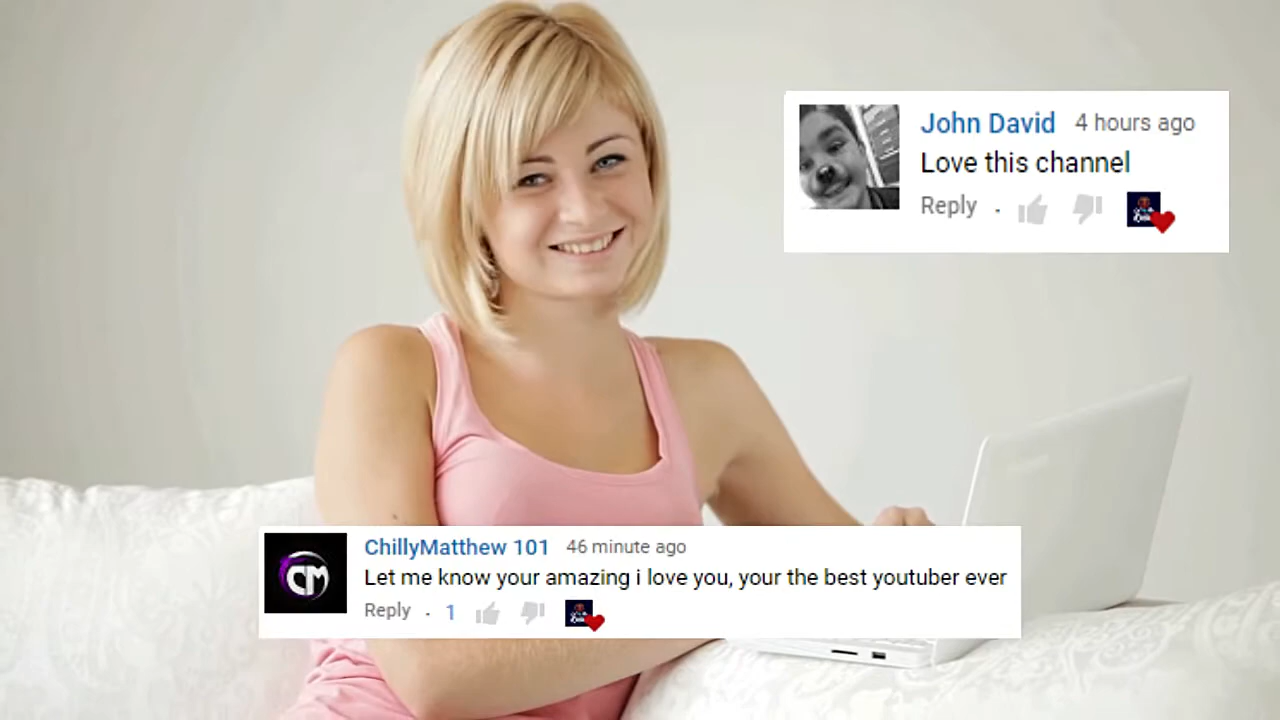 John David 4 hours ago
Love this channel
Reply .
ChillyMatthew 101 46 minute ago
Let me know your amazing i love you, your the best youtuber ever
Reply . 1
CM